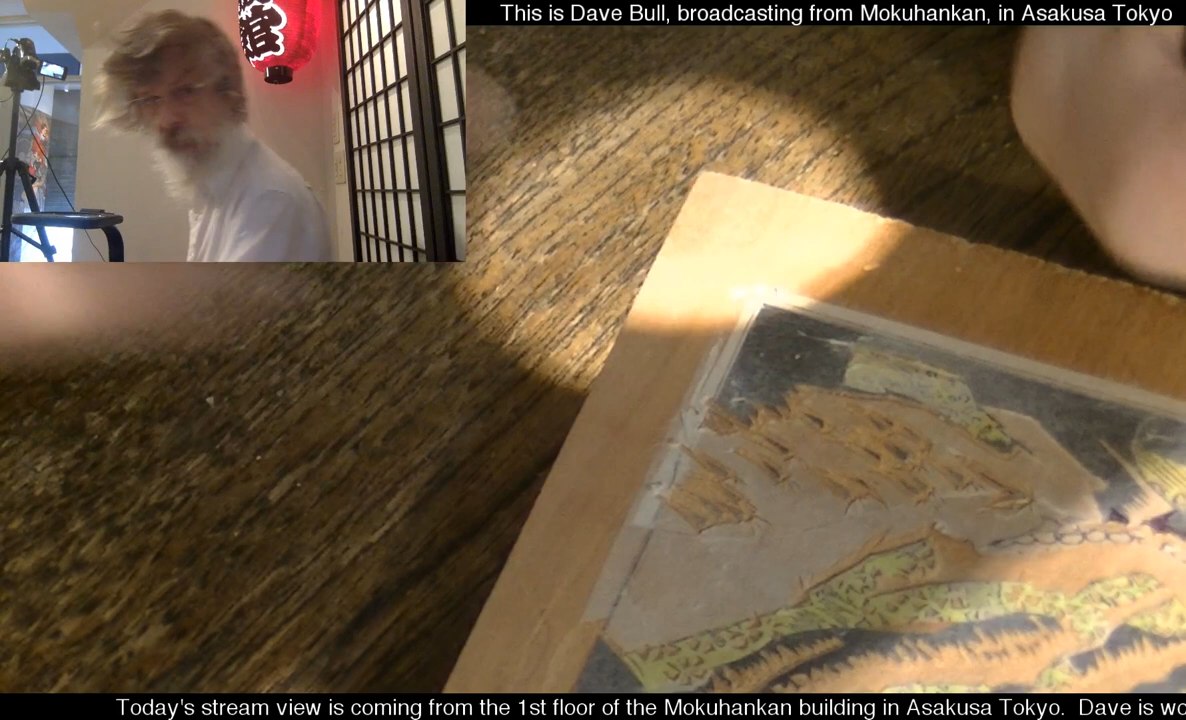 This is Dave Bull, broadcasting from Mokuhankan, in Asakusa Tokyo
館
Today's stream view is coming from the 1st floor of the Mokuhankan building in Asakusa Tokyo. Dave is wo